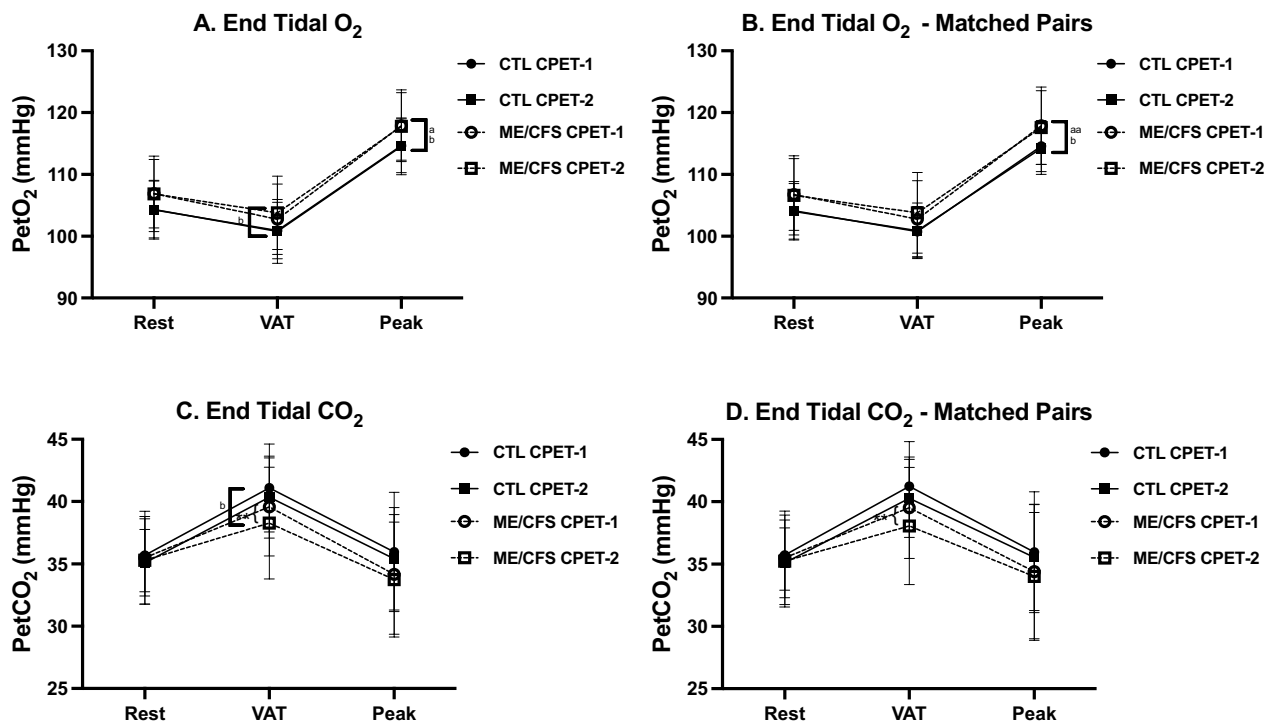 A. End Tidal O2
130
120
110
100
90
PetO2 (mmHg)
Rest
VAT
Peak
CTL CPET-1
CTL CPET-2
ME/CFS CPET-1
ME/CFS CPET-2
a
b
b
B. End Tidal O2 - Matched Pairs
130
120
110
100
90
PetO2 (mmHg)
Rest
VAT
Peak
CTL CPET-1
CTL CPET-2
ME/CFS CPET-1
ME/CFS CPET-2
aa
b
C. End Tidal CO2
45
40
35
30
25
PetCO2 (mmHg)
Rest
VAT
Peak
CTL CPET-1
CTL CPET-2
ME/CFS CPET-1
ME/CFS CPET-2
b
**
D. End Tidal CO2 - Matched Pairs
45
40
35
30
25
PetCO2 (mmHg)
Rest
VAT
Peak
CTL CPET-1
CTL CPET-2
ME/CFS CPET-1
ME/CFS CPET-2
**